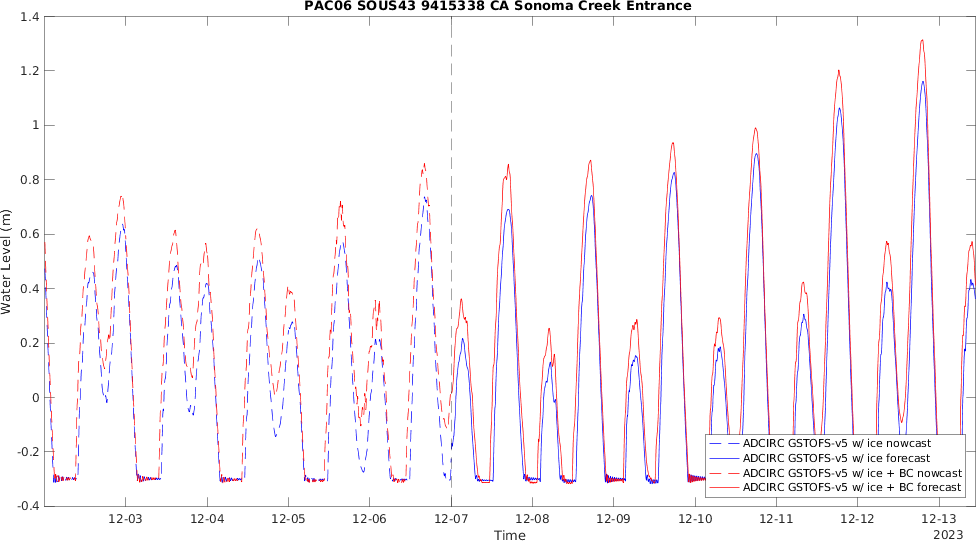 PAC06 SOUS43 9415338 CA Sonoma Creek Entrance
1.4
1.2
1
0.8
0.6
0.4
0.2
0
-0.2
-0.4
Water Level (m)
ADCIRC GSTOFS-v5 w/ ice nowcast
ADCIRC GSTOFS-v5 w/ ice forecast
ADCIRC GSTOFS-v5 w/ ice + BC nowcast
ADCIRC GSTOFS-v5 w/ ice + BC forecast
12-03 12-04 12-05 12-06 12-07 12-08 12-09 12-10 12-11 12-12 12-13
Time
2023